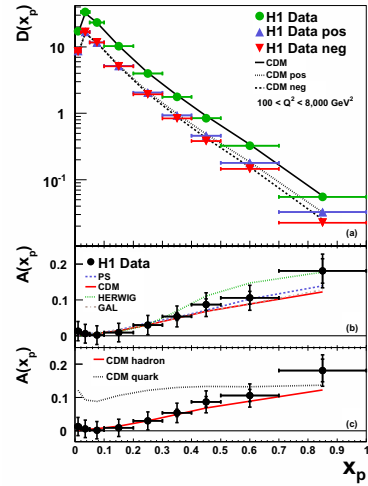 D(x_p)
10
1
10^-1
H1 Data
H1 Data pos
H1 Data neg
CDM
CDM pos
CDM neg
100 < Q^2 < 8,000 GeV^2
(a)
A(x_p)
0.2
0.1
0
H1 Data
PS
CDM
HERWIG
GAL
(b)
A(x_p)
0.2
0.1
0
CDM hadron
CDM quark
(c)
0 0.1 0.2 0.3 0.4 0.5 0.6 0.7 0.8 0.9 1
x_p